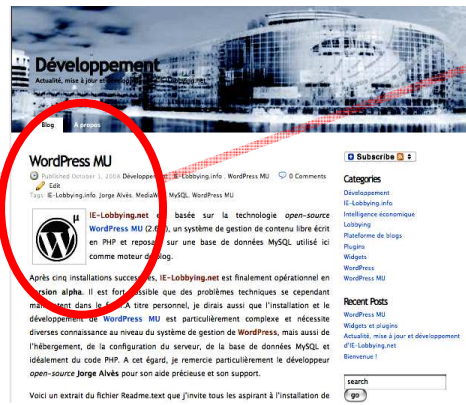 Développement
Actualité, mise à jour et
Blog A propos
WordPress MU
Published October 1, 2008 Développement, IE-Lobbying.info, WordPress MU 0 Comments
Edit
Tags: IE-Lobbying.info, Jorge Alvès, MediaWiki, MySQL, WordPress MU
µ
IE-Lobbying.net est basée sur la technologie open-source
WordPress MU (2.6), un système de gestion de contenu libre écrit
en PHP et reposant sur une base de données MySQL utilisé ici
comme moteur de blog.
Après cinq installations successives, IE-Lobbying.net est finalement opérationnel en
version alpha. Il est fort possible que des problèmes techniques se cependant
maintiennent dans le A titre personnel, je dirais aussi que l'installation et le
développement de WordPress MU est particulièrement complexe et nécessite
diverses connaissance au niveau du système de gestion de WordPress, mais aussi de
l'hébergement, de la configuration du serveur, de la base de données MySQL et
idéalement du code PHP. A cet égard, je remercie particulièrement le développeur
open-source Jorge Alvès pour son aide précieuse et son support.
Voici un extrait du fichier Readme.text que j'invite tous les aspirant à l'installation de
Subscribe
Categories
Développement
IE-Lobbying.info
Intelligence économique
Lobbying
Plateforme de blogs
Plugins
Widgets
WordPress
WordPress MU
Recent Posts
WordPress MU
Widgets et plugins
Actualité, mise à jour et développement
d'IE-Lobbying.net
Bienvenue !
search
go